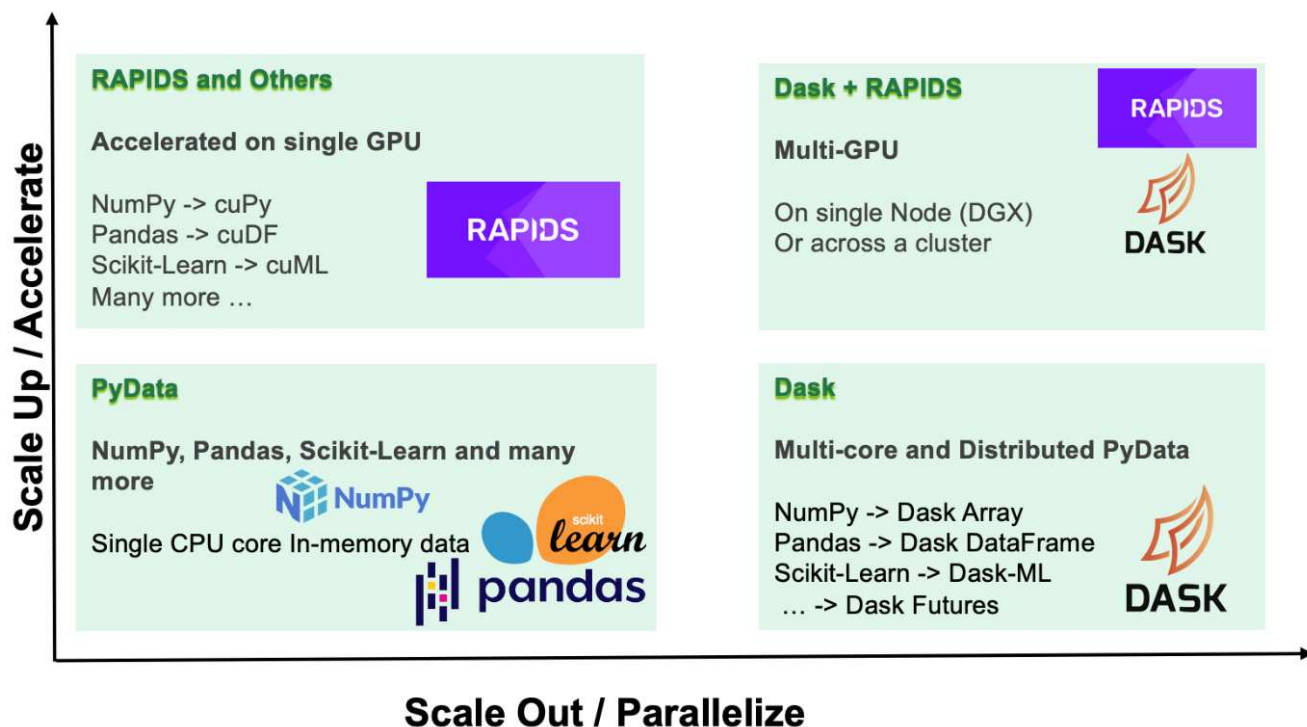 Scale Up / Accelerate
RAPIDS and Others
Accelerated on single GPU
NumPy -> cuPy
Pandas -> cuDF
Scikit-Learn -> cuML
Many more …
RAPIDS
Dask + RAPIDS
Multi-GPU
On single Node (DGX)
Or across a cluster
RAPIDS
DASK
PyData
NumPy, Pandas, Scikit-Learn and many
more
NumPy
Single CPU core In-memory data
scikit
learn
pandas
Dask
Multi-core and Distributed PyData
NumPy -> Dask Array
Pandas -> Dask DataFrame
Scikit-Learn -> Dask-ML
… -> Dask Futures
DASK
Scale Out / Parallelize